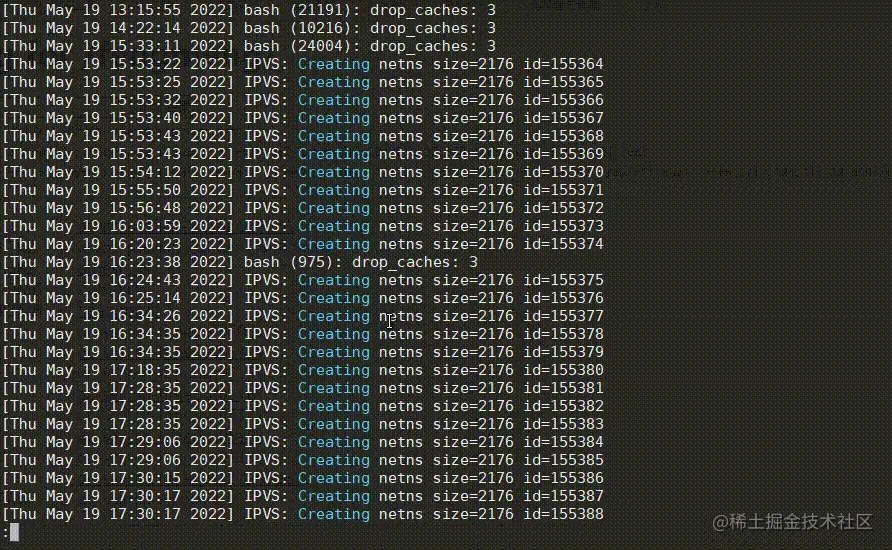 [Thu May 19 13:15:55 2022] bash (21191): drop_caches: 3
[Thu May 19 14:22:14 2022] bash (10216): drop_caches: 3
[Thu May 19 15:33:11 2022] bash (24004): drop_caches: 3
[Thu May 19 15:53:22 2022] IPVS: Creating netns size=2176 id=155364
[Thu May 19 15:53:25 2022] IPVS: Creating netns size=2176 id=155365
[Thu May 19 15:53:32 2022] IPVS: Creating netns size=2176 id=155366
[Thu May 19 15:53:40 2022] IPVS: Creating netns size=2176 id=155367
[Thu May 19 15:53:43 2022] IPVS: Creating netns size=2176 id=155368
[Thu May 19 15:53:43 2022] IPVS: Creating netns size=2176 id=155369
[Thu May 19 15:54:12 2022] IPVS: Creating netns size=2176 id=155370
[Thu May 19 15:55:50 2022] IPVS: Creating netns size=2176 id=155371
[Thu May 19 15:56:48 2022] IPVS: Creating netns size=2176 id=155372
[Thu May 19 16:03:59 2022] IPVS: Creating netns size=2176 id=155373
[Thu May 19 16:20:23 2022] IPVS: Creating netns size=2176 id=155374
[Thu May 19 16:23:38 2022] bash (975): drop_caches: 3
[Thu May 19 16:24:43 2022] IPVS: Creating netns size=2176 id=155375
[Thu May 19 16:25:14 2022] IPVS: Creating netns size=2176 id=155376
[Thu May 19 16:34:26 2022] IPVS: Creating netns size=2176 id=155377
[Thu May 19 16:34:35 2022] IPVS: Creating netns size=2176 id=155378
[Thu May 19 16:34:35 2022] IPVS: Creating netns size=2176 id=155379
[Thu May 19 17:18:35 2022] IPVS: Creating netns size=2176 id=155380
[Thu May 19 17:28:35 2022] IPVS: Creating netns size=2176 id=155381
[Thu May 19 17:28:35 2022] IPVS: Creating netns size=2176 id=155382
[Thu May 19 17:28:35 2022] IPVS: Creating netns size=2176 id=155383
[Thu May 19 17:29:06 2022] IPVS: Creating netns size=2176 id=155384
[Thu May 19 17:29:06 2022] IPVS: Creating netns size=2176 id=155385
[Thu May 19 17:30:15 2022] IPVS: Creating netns size=2176 id=155386
[Thu May 19 17:30:17 2022] IPVS: Creating netns size=2176 id=155387
[Thu May 19 17:30:17 2022] IPVS: Creating netns size=2176 id=155388
:
@稀土掘金技术社区